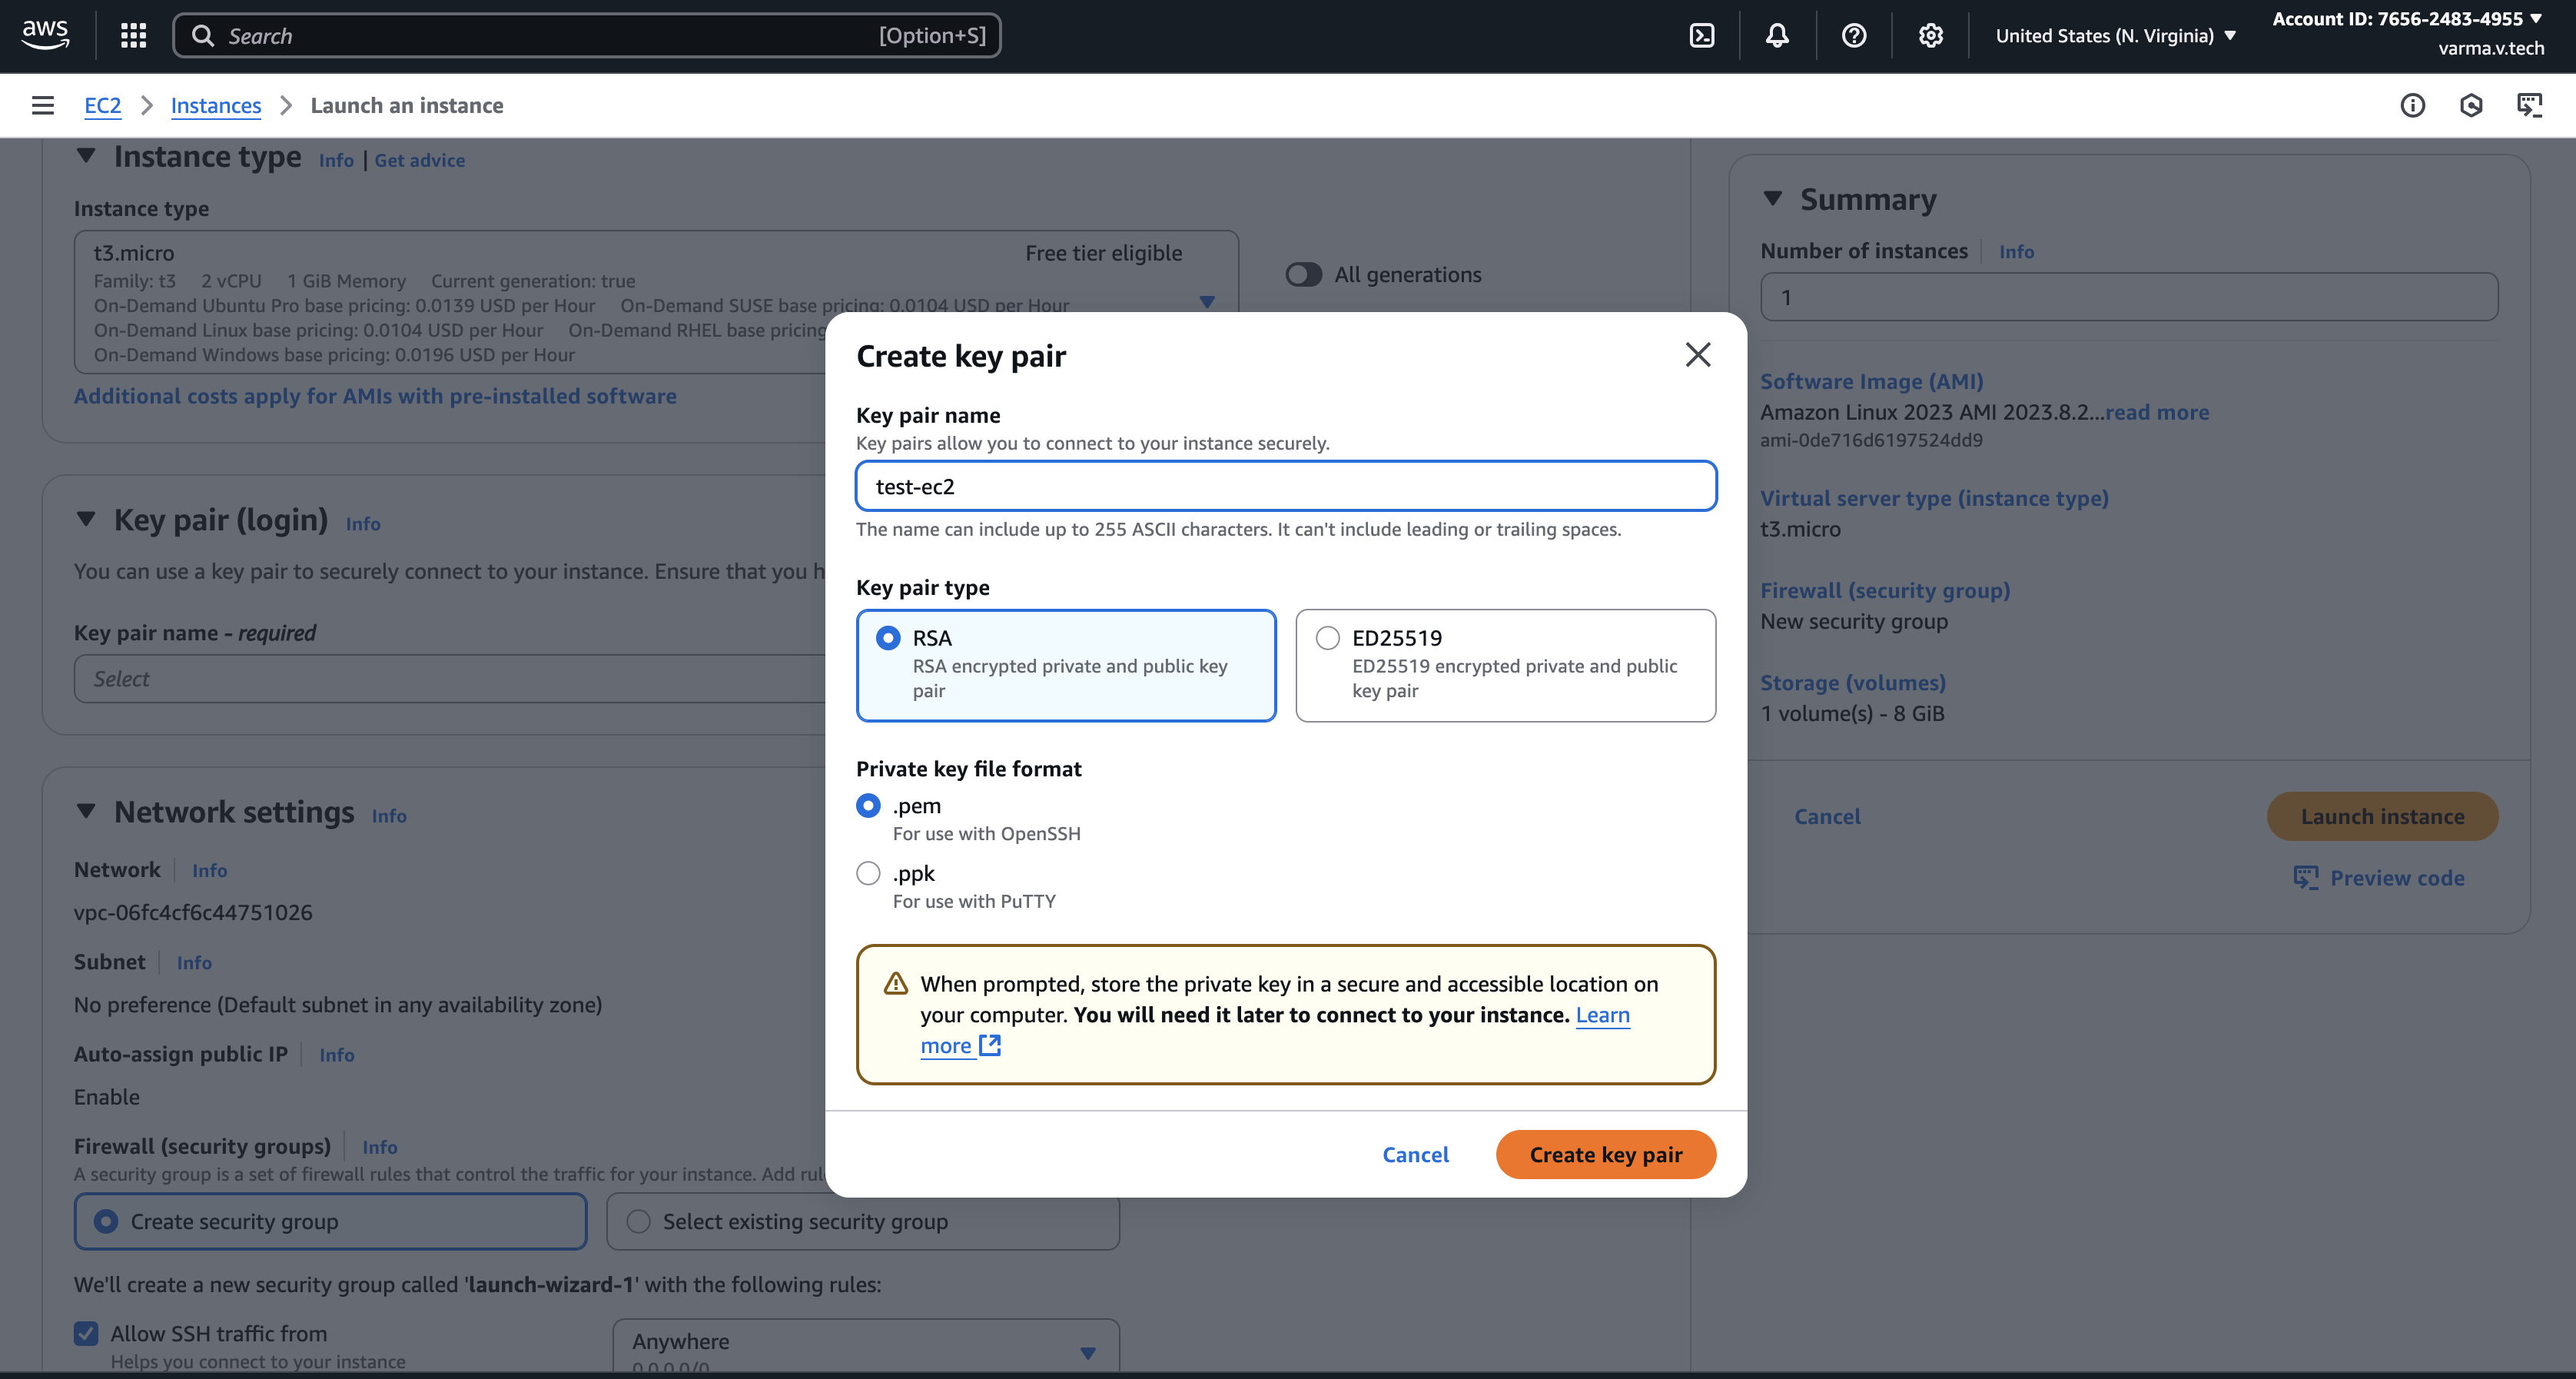 aws
Search
[Option+S]
United States (N. Virginia)
Account ID: 7656-2483-4955
varma.v.tech
EC2
Instances
Launch an instance
Instance type
Info
Get advice
Instance type
t3.micro
Free tier eligible
Family: t3 2 vCPU 1 GiB Memory Current generation: true
On-Demand Ubuntu Pro base pricing: 0.0139 USD per Hour On-Demand SUSE base pricing: 0.0104 USD per Hour
On-Demand Linux base pricing: 0.0104 USD per Hour On-Demand RHEL base pricing
On-Demand Windows base pricing: 0.0196 USD per Hour
All generations
Additional costs apply for AMIs with pre-installed software
Key pair (login)
Info
You can use a key pair to securely connect to your instance. Ensure that you h
Key pair name - required
Select
Network settings
Info
Network
Info
vpc-06fc4cf6c44751026
Subnet
Info
No preference (Default subnet in any availability zone)
Auto-assign public IP
Info
Enable
Firewall (security groups)
Info
A security group is a set of firewall rules that control the traffic for your instance. Add rul
Create security group
Select existing security group
We'll create a new security group called 'launch-wizard-1' with the following rules:
Allow SSH traffic from
Helps you connect to your instance
Anywhere
0.0.0.0/0
Create key pair
Key pair name
Key pairs allow you to connect to your instance securely.
test-ec2
The name can include up to 255 ASCII characters. It can't include leading or trailing spaces.
Key pair type
RSA
RSA encrypted private and public key
pair
ED25519
ED25519 encrypted private and public
key pair
Private key file format
.pem
For use with OpenSSH
.ppk
For use with PuTTY
When prompted, store the private key in a secure and accessible location on
your computer. You will need it later to connect to your instance. Learn
more
Cancel
Create key pair
Summary
Number of instances
Info
1
Software Image (AMI)
Amazon Linux 2023 AMI 2023.8.2...read more
ami-0de716d6197524dd9
Virtual server type (instance type)
t3.micro
Firewall (security group)
New security group
Storage (volumes)
1 volume(s) - 8 GiB
Cancel
Launch instance
Preview code